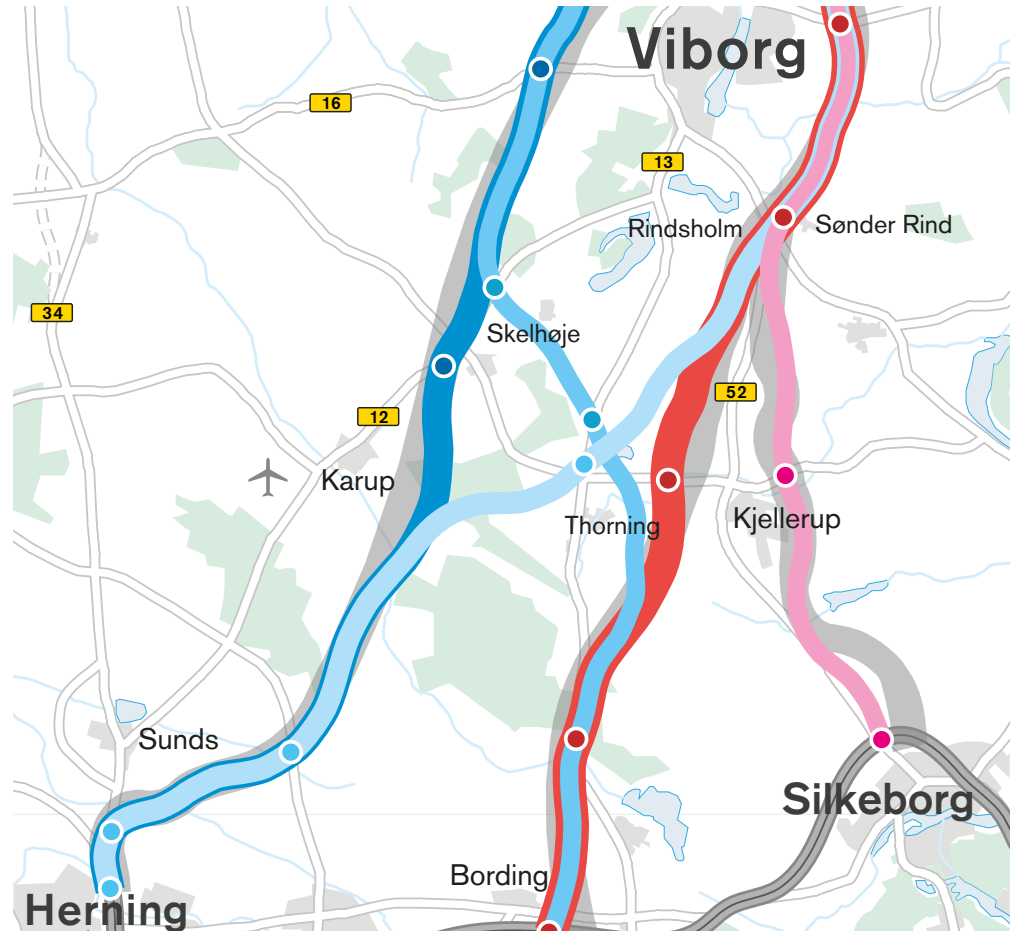 Viborg
16
13
Rindsholm
Sønder Rind
34
Skelhøje
52
12
Karup
Thorning
Kjellerup
Sunds
Silkeborg
Bording
Herning